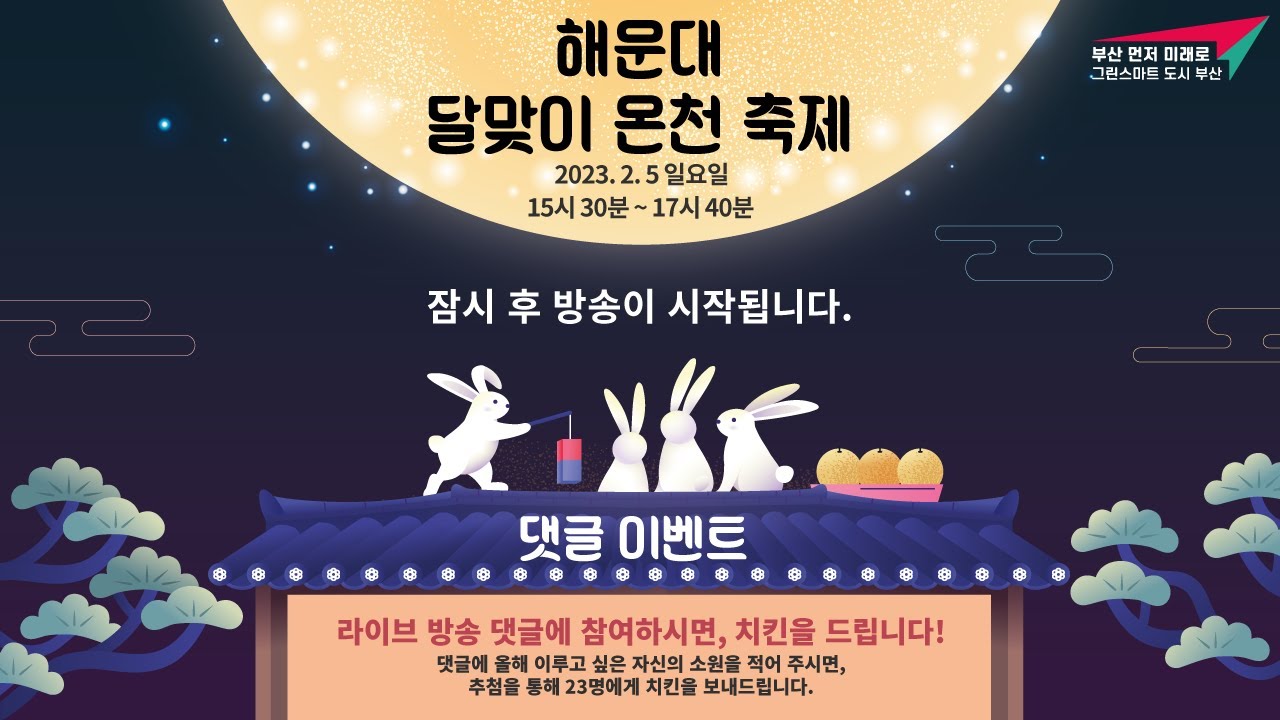 해운대
달맞이 온천 축제
2023. 2. 5 일요일
15시 30분 ~ 17시 40분
부산 먼저 미래로
그린스마트 도시 부산
잠시 후 방송이 시작됩니다.
댓글 이벤트
라이브 방송 댓글에 참여하시면, 치킨을 드립니다!
댓글에 올해 이루고 싶은 자신의 소원을 적어 주시면,
추첨을 통해 23명에게 치킨을 보내드립니다.